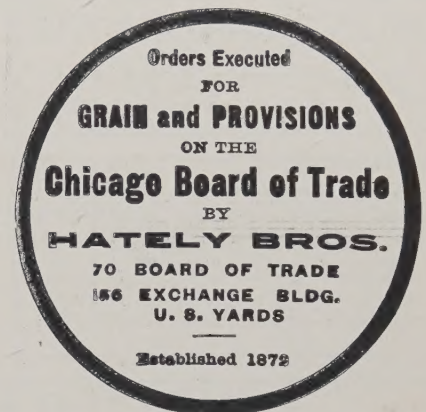 Orders Executed
FOR
GRAIN and PROVISIONS
ON THE
Chicago Board of Trade
BY
HATELY BROS.
70 BOARD OF TRADE
156 EXCHANGE BLDG.
U. S. YARDS
Established 1872